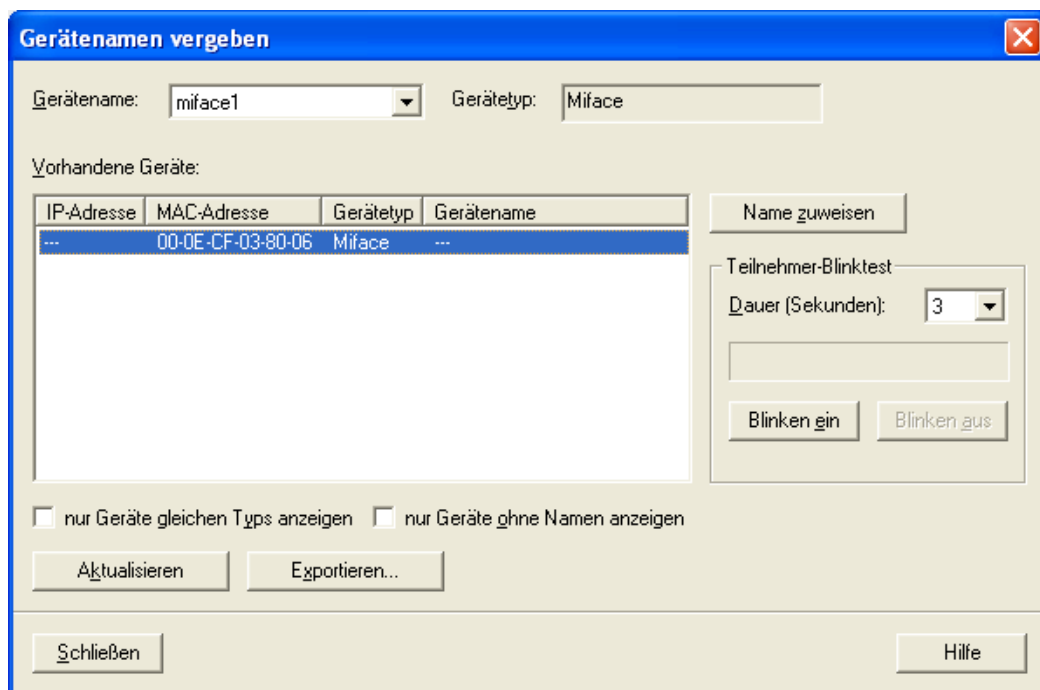 Gerätenamen vergeben
Gerätename: miface1 Gerätetyp: Miface
Vorhandene Geräte:
IP-Adresse MAC-Adresse Gerätetyp Gerätename
--- 00-0E-CF-03-80-06 Miface ---
Name zuweisen
Teilnehmer-Blinktest
Dauer (Sekunden): 3
Blinken ein Blinken aus
nur Geräte gleichen Typs anzeigen nur Geräte ohne Namen anzeigen
Aktualisieren Exportieren...
Schließen Hilfe